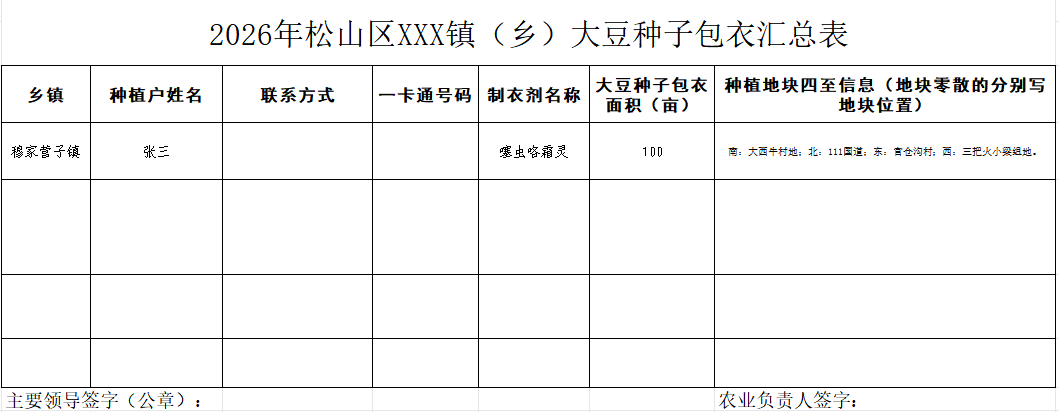 2026年松山区XXX镇（乡）大豆种子包衣汇总表
乡镇 种植户姓名 联系方式 一卡通号码 制衣剂名称 大豆种子包衣面积（亩） 种植地块四至信息（地块零散的分别写地块位置）
穆家营子镇 张三 噻虫咯霜灵 100 南：大西牛村地；北：111国道；东：官仓沟村；西：三把火小梁组地。
主要领导签字（公章）： 农业负责人签字：